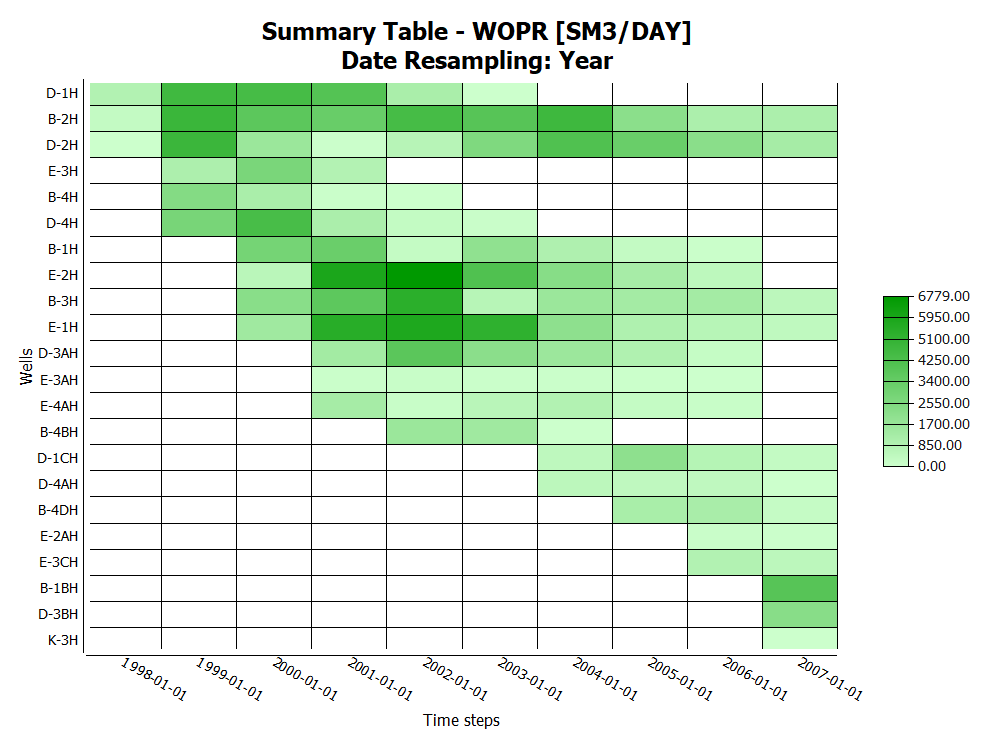 Summary Table - WOPR [SM3/DAY]
Date Resampling: Year
D-1H
B-2H
D-2H
E-3H
B-4H
D-4H
B-1H
E-2H
B-3H
E-1H
D-3AH
E-3AH
E-4AH
B-4BH
D-1CH
D-4AH
B-4DH
E-2AH
E-3CH
B-1BH
D-3BH
K-3H
Wells
1998-01-01
1999-01-01
2000-01-01
2001-01-01
2002-01-01
2003-01-01
2004-01-01
2005-01-01
2006-01-01
2007-01-01
Time steps
6779.00
5950.00
5100.00
4250.00
3400.00
2550.00
1700.00
850.00
0.00